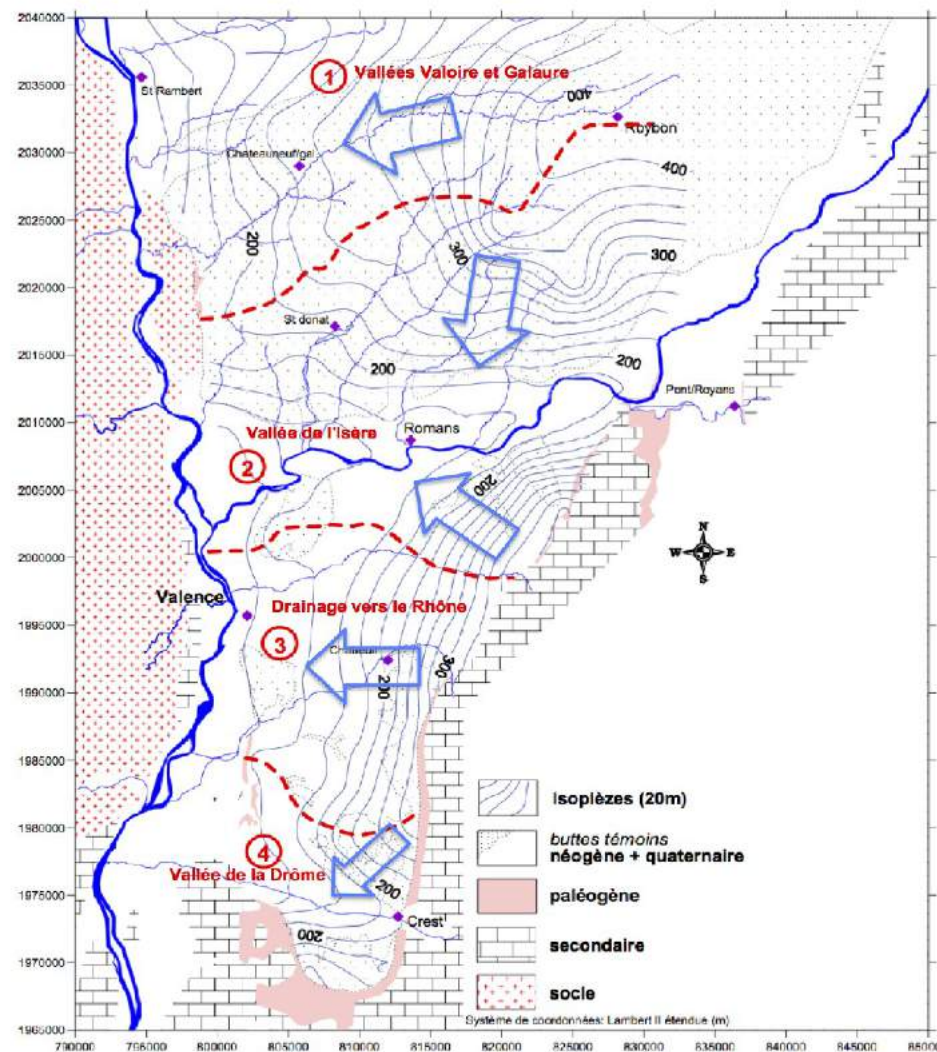 2040000
2035000
2030000
2025000
2020000
2015000
2010000
2005000
2000000
1995000
1990000
1985000
1980000
1975000
1970000
1965000
790000 795000 800000 805000 810000 815000 820000 825000 830000 835000 840000 845000
1 Vallées Valoire et Galaure
St Rambert
400
Roybon
Chateauneuf/gal
400
200
300
300
St donat
200
200
Pont/Royans
Romans
Vallée de l'Isère
2
200
N
W E
S
Valence
Drainage vers le Rhône
3
300
200
4
Vallée de la Drôme
200
Crest
200
Isopièzes (20m)
buttes témoins
néogène + quaternaire
paléogène
secondaire
socle
Système de coordonnées: Lambert II étendue (m)